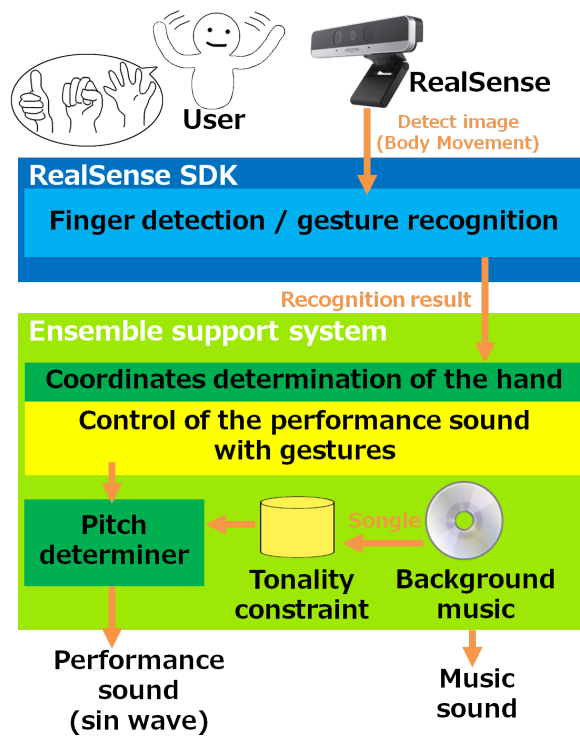 User
RealSense
Detect image
(Body Movement)
RealSense SDK
Finger detection / gesture recognition
Recognition result
Ensemble support system
Coordinates determination of the hand
Control of the performance sound
with gestures
Pitch
determiner
Songle
Tonality
constraint
Background
music
Performance
sound
(sin wave)
Music
sound